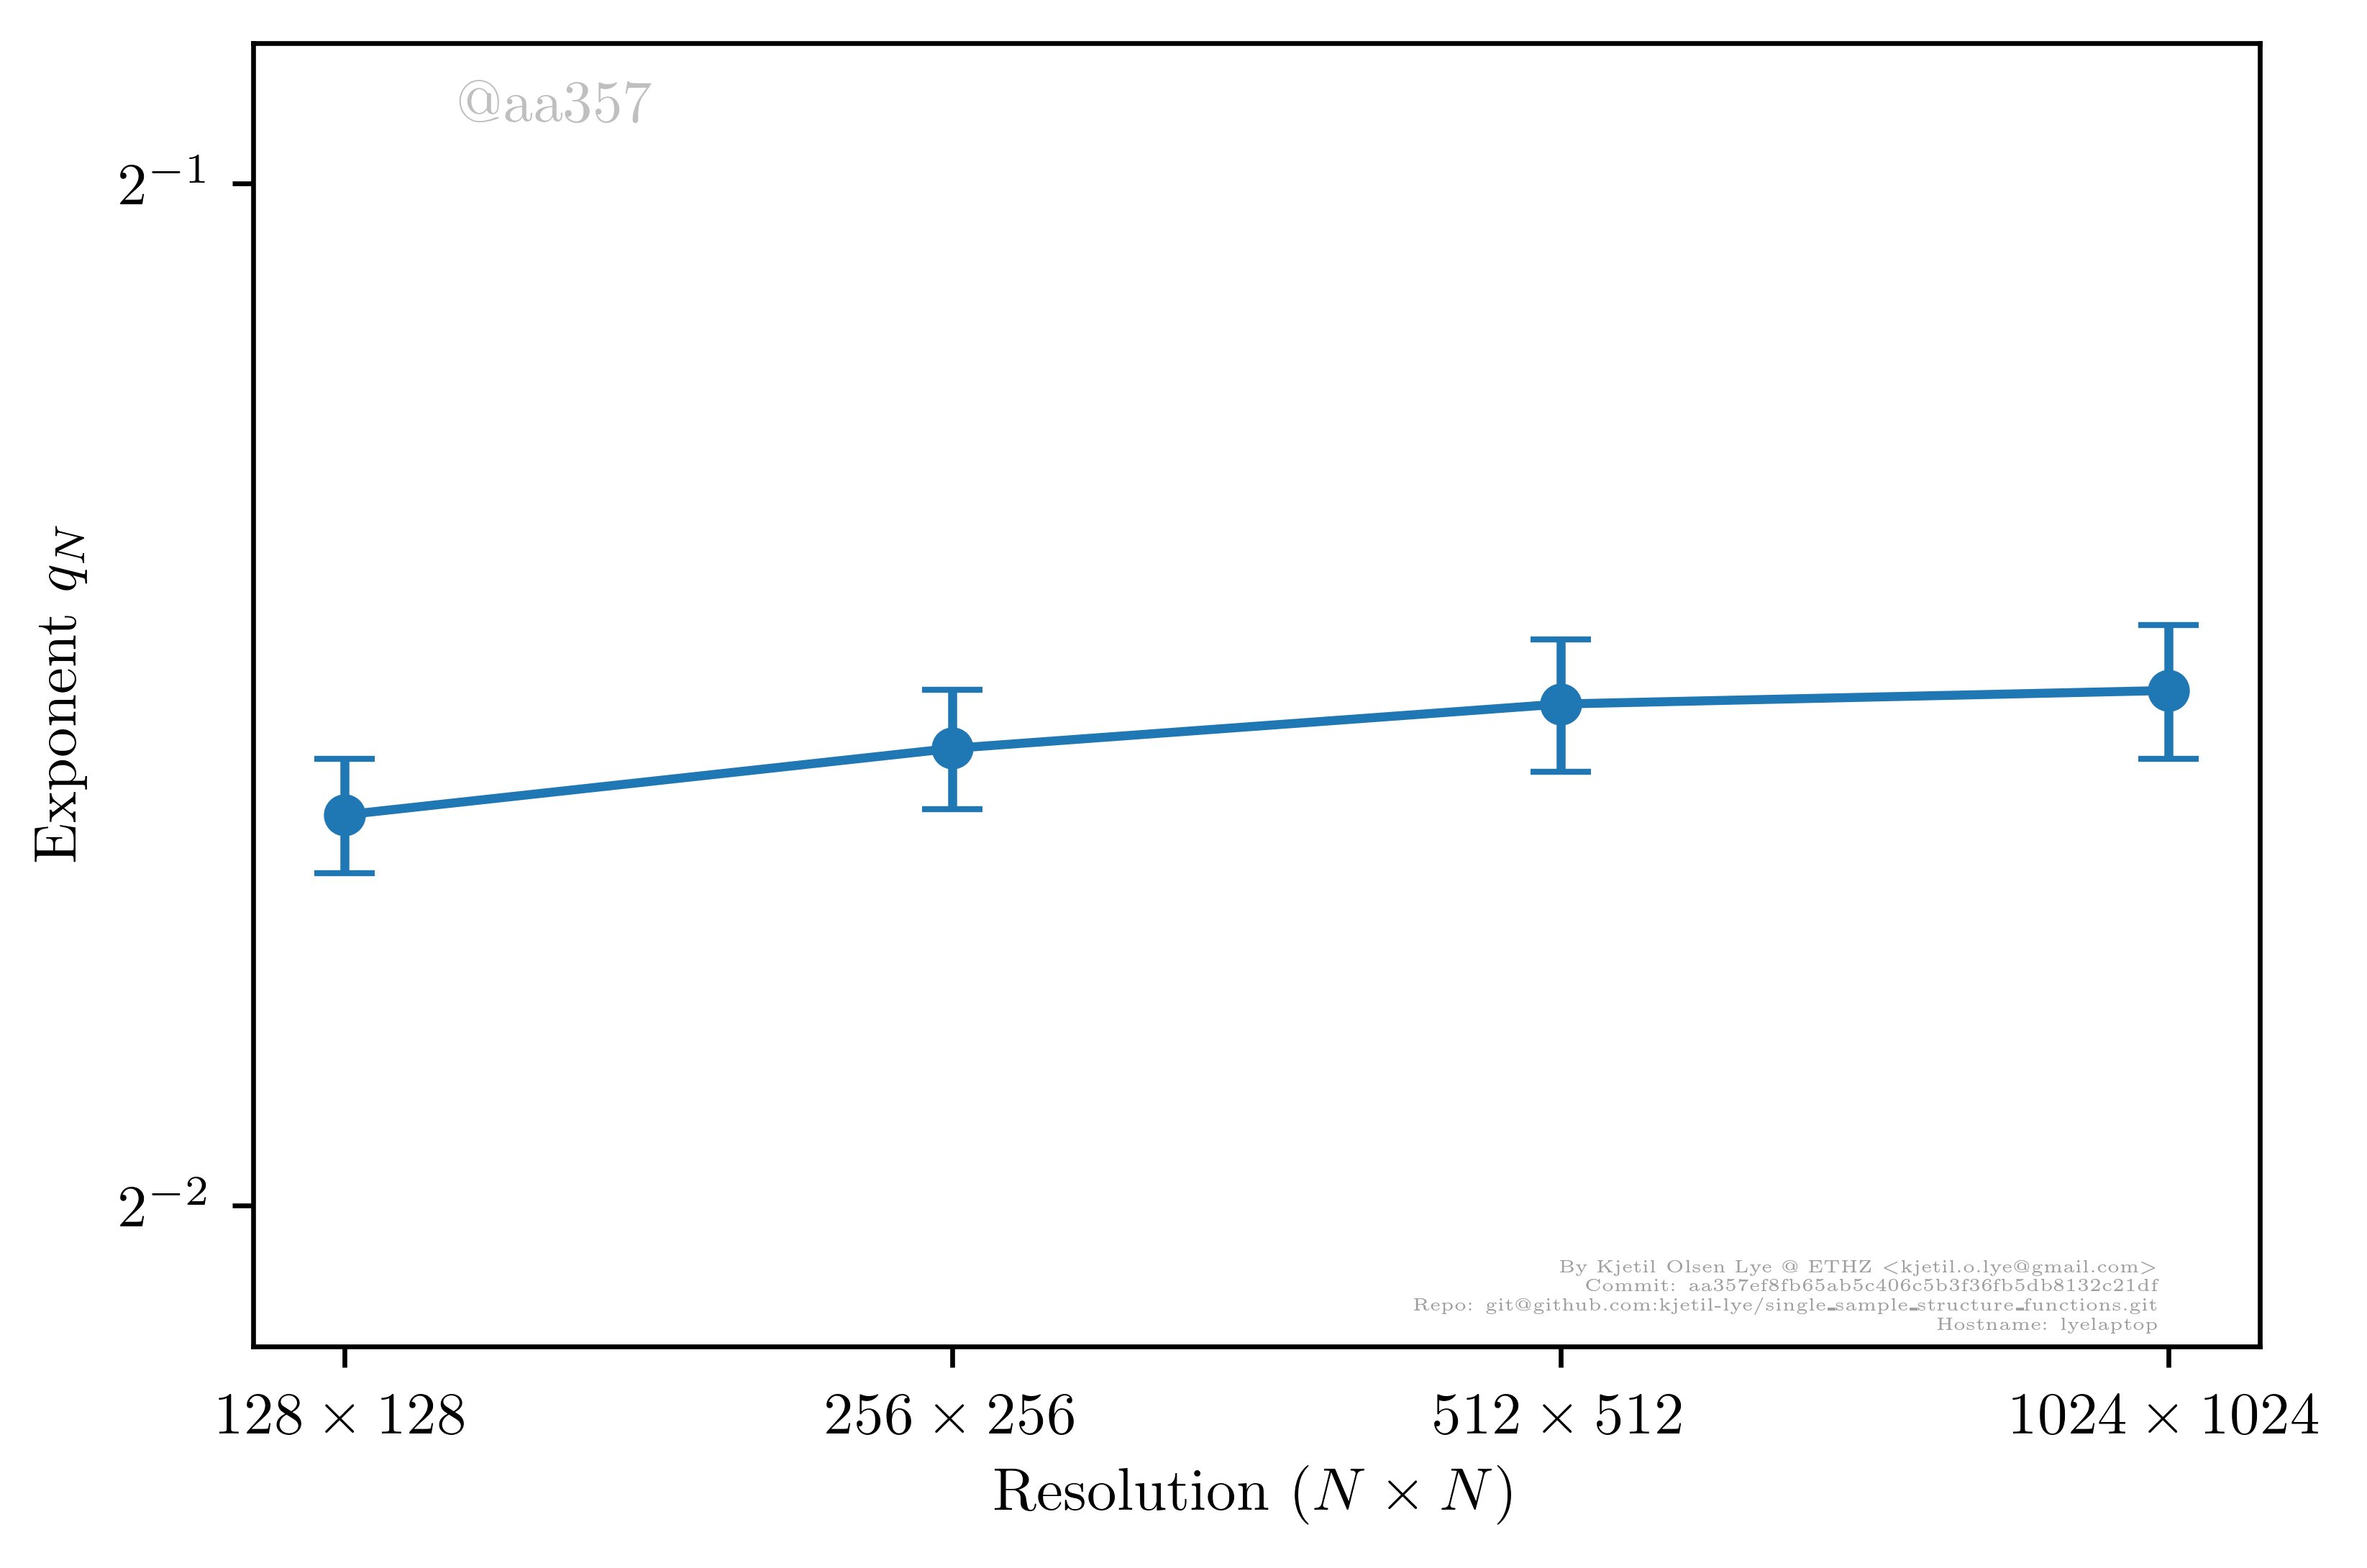 @aa357
2⁻¹
Exponent q_N
2⁻²
By Kjetil Olsen Lye @ ETHZ <kjetil.o.lye@gmail.com>
Commit: aa357ef8fb65ab5c406c5b3f36fb5db8132c21df
Repo: git@github.com:kjetil-lye/single_sample_structure_functions.git
Hostname: lyelaptop
128 × 128 256 × 256 512 × 512 1024 × 1024
Resolution (N × N)